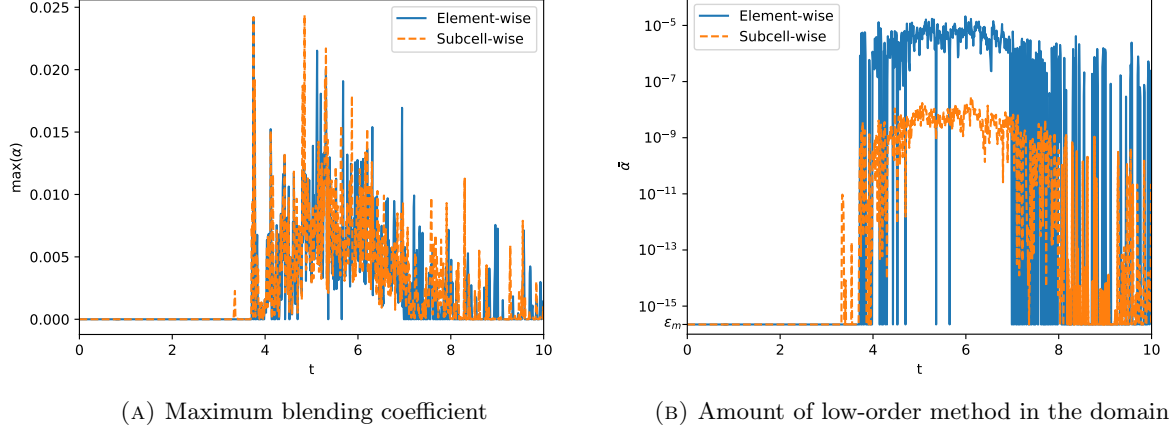 0.025
0.020
0.015
0.010
0.005
0.000
max(α)
Element-wise
Subcell-wise
0 2 4 6 8 10
t
(A) Maximum blending coefficient
10⁻⁵
10⁻⁷
10⁻⁹
10⁻¹¹
10⁻¹³
10⁻¹⁵
εₘ
ᾱ
Element-wise
Subcell-wise
0 2 4 6 8 10
t
(B) Amount of low-order method in the domain